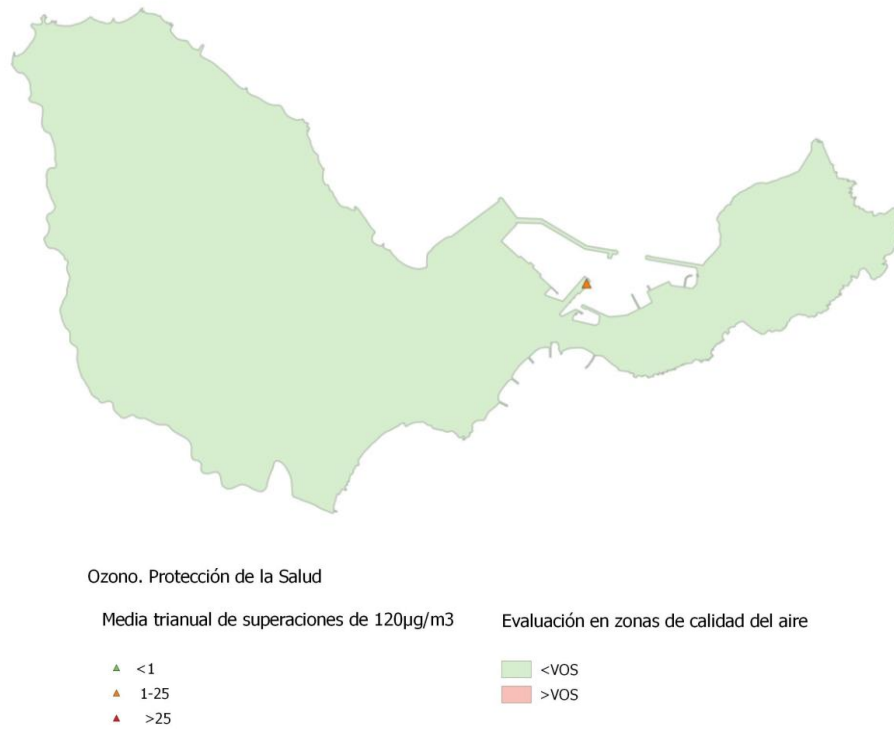 Ozono. Protección de la Salud
Media trianual de superaciones de 120µg/m3
<1
1-25
>25
Evaluación en zonas de calidad del aire
<VOS
>VOS